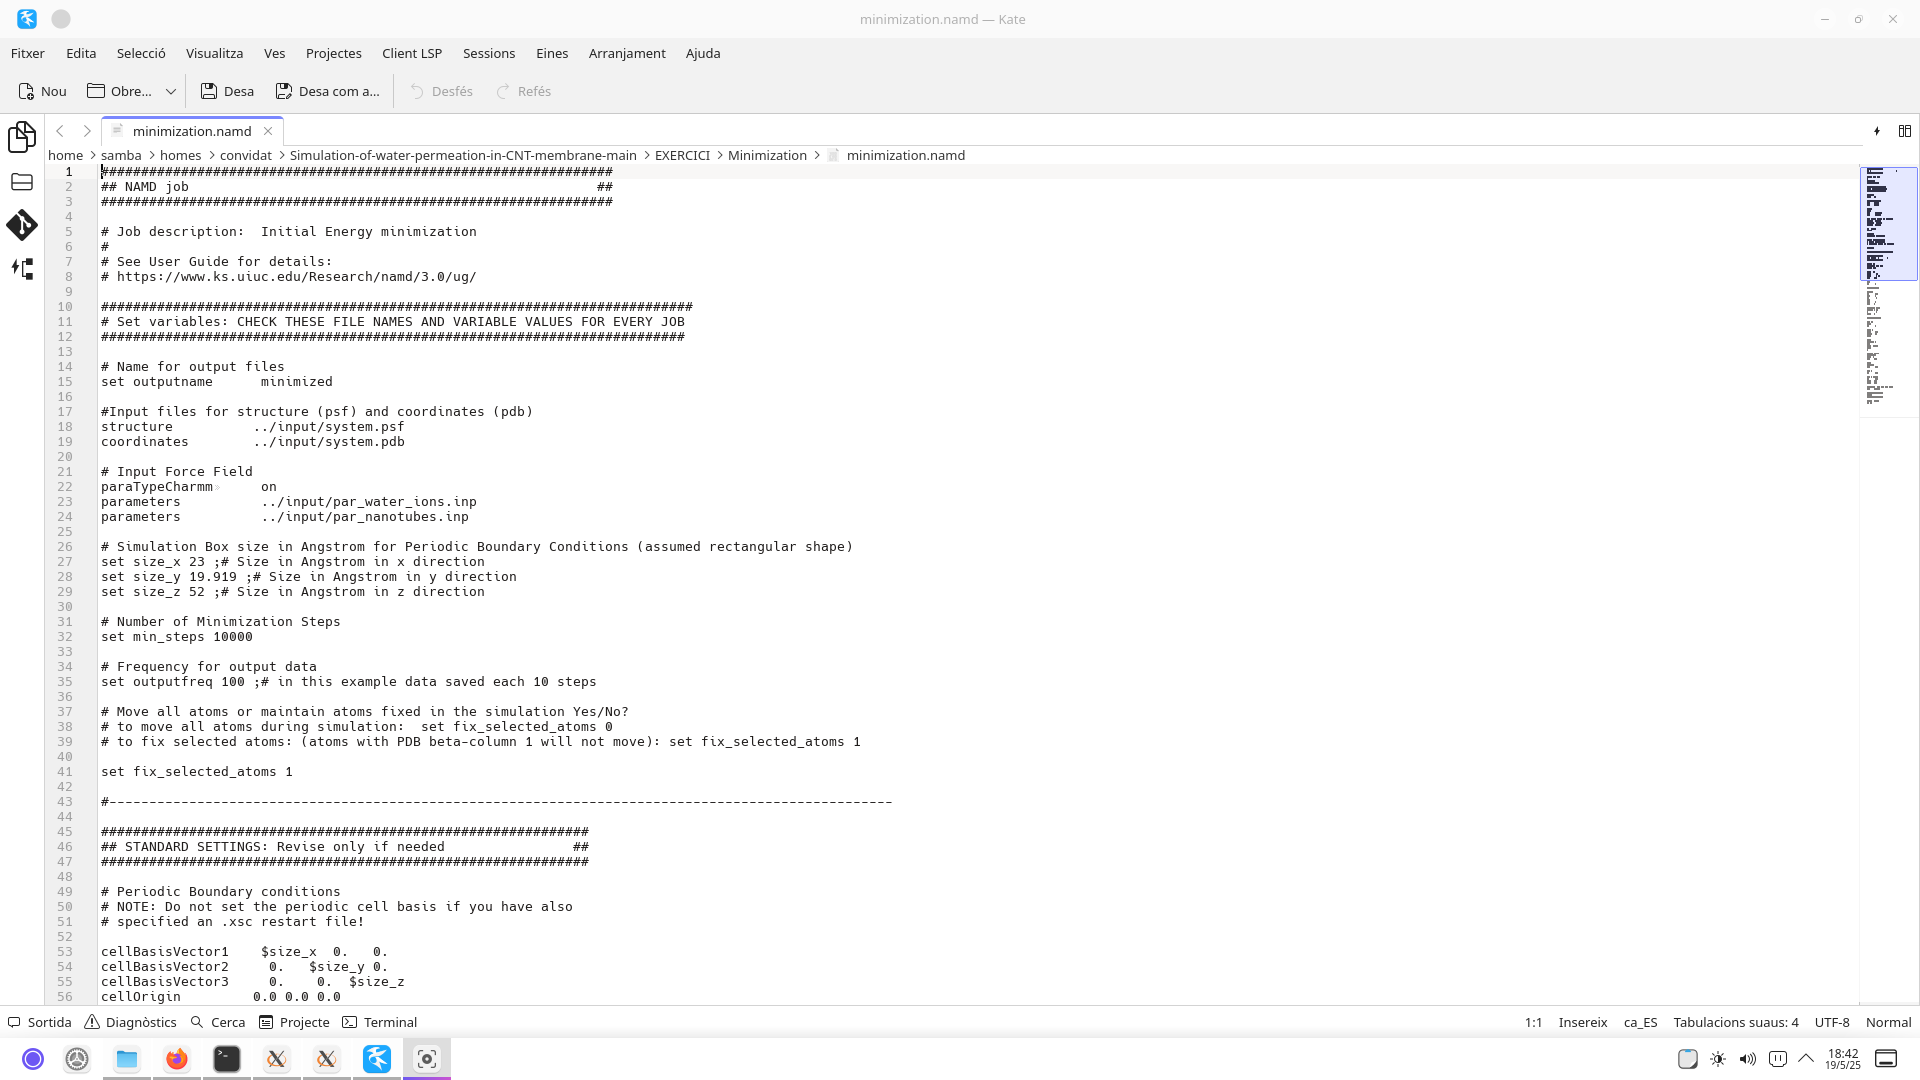 minimization.namd — Kate
Fitxer Edita Selecció Visualitza Ves Projectes Client LSP Sessions Eines Arranjament Ajuda
Nou Obre... Desa Desa com a... Desfés Refés
minimization.namd
home > samba > homes > convidat > Simulation-of-water-permeation-in-CNT-membrane-main > EXERCICI > Minimization > minimization.namd
1 ################################################################
2 ## NAMD job                                                   ##
3 ################################################################
4
5 # Job description:  Initial Energy minimization
6 #
7 # See User Guide for details:
8 # https://www.ks.uiuc.edu/Research/namd/3.0/ug/
9
10 ##########################################################################
11 # Set variables: CHECK THESE FILE NAMES AND VARIABLE VALUES FOR EVERY JOB
12 #########################################################################
13
14 # Name for output files
15 set outputname      minimized
16
17 #Input files for structure (psf) and coordinates (pdb)
18 structure          ../input/system.psf
19 coordinates        ../input/system.pdb
20
21 # Input Force Field
22 paraTypeCharmm      on
23 parameters          ../input/par_water_ions.inp
24 parameters          ../input/par_nanotubes.inp
25
26 # Simulation Box size in Angstrom for Periodic Boundary Conditions (assumed rectangular shape)
27 set size_x 23 ;# Size in Angstrom in x direction
28 set size_y 19.919 ;# Size in Angstrom in y direction
29 set size_z 52 ;# Size in Angstrom in z direction
30
31 # Number of Minimization Steps
32 set min_steps 10000
33
34 # Frequency for output data
35 set outputfreq 100 ;# in this example data saved each 10 steps
36
37 # Move all atoms or maintain atoms fixed in the simulation Yes/No?
38 # to move all atoms during simulation:  set fix_selected_atoms 0
39 # to fix selected atoms: (atoms with PDB beta-column 1 will not move): set fix_selected_atoms 1
40
41 set fix_selected_atoms 1
42
43 #--------------------------------------------------------------------------------------------------
44
45 #############################################################
46 ## STANDARD SETTINGS: Revise only if needed                ##
47 #############################################################
48
49 # Periodic Boundary conditions
50 # NOTE: Do not set the periodic cell basis if you have also
51 # specified an .xsc restart file!
52
53 cellBasisVector1    $size_x  0.   0.
54 cellBasisVector2     0.   $size_y 0.
55 cellBasisVector3     0.    0.  $size_z
56 cellOrigin         0.0 0.0 0.0
Sortida Diagnòstics Cerca Projecte Terminal 1:1 Insereix ca_ES Tabulacions suaus: 4 UTF-8 Normal
18:42
19/5/25